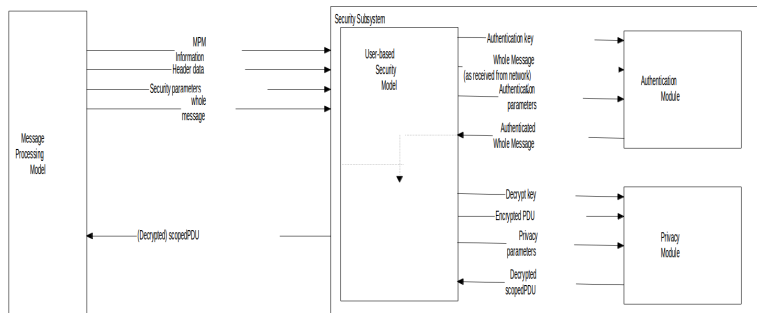 Security Subsystem
MPM
Information
Header data
Security parameters
whole
message
Message
Processing
Model
(Decrypted) scopedPDU
User-based
Security
Model
Authentication key
Whole Message
(as received from network)
Authentication
parameters
Authenticated
Whole Message
Authentication
Module
Decrypt key
Encrypted PDU
Privacy
parameters
Decrypted
scopedPDU
Privacy
Module